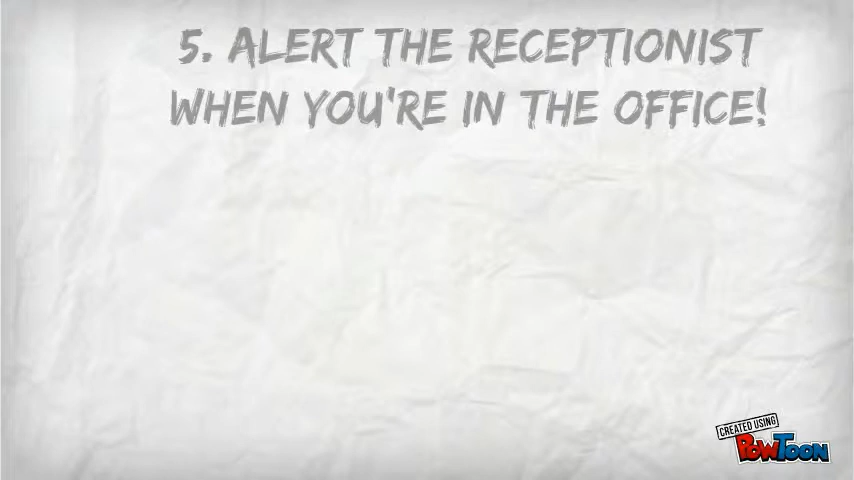 5. ALERT THE RECEPTIONIST
WHEN YOU'RE IN THE OFFICE!
CREATED USING
POWTOON